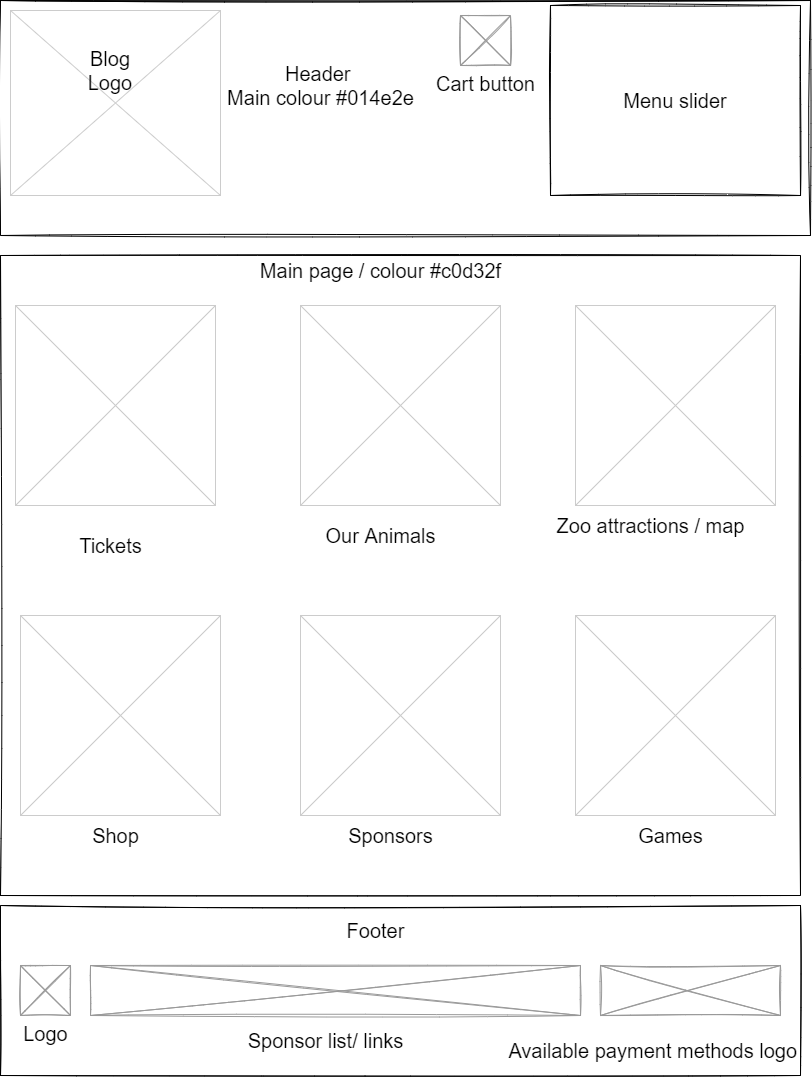 Blog
Logo
Header
Main colour #014e2e
Cart button
Menu slider
Main page / colour #c0d32f
Tickets
Our Animals
Zoo attractions / map
Shop
Sponsors
Games
Footer
Logo
Sponsor list/ links
Available payment methods logo